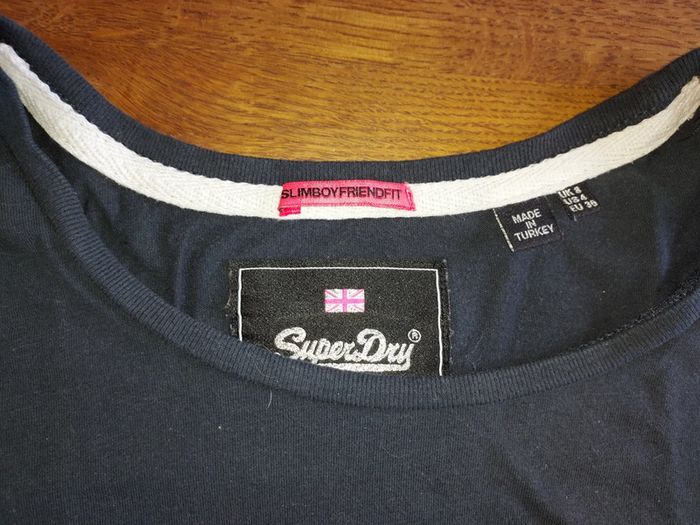 SLIMBOYFRIENDFIT
MADE
IN
TURKEY
UK 8
US 4
EU 36
SuperDry®